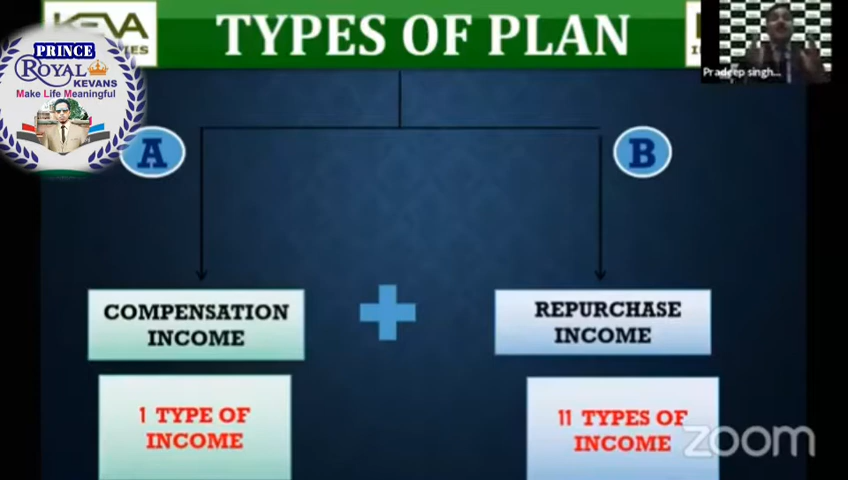 KEVA
TYPES OF PLAN
PRINCE
ROYAL
KEVANS
Make Life Meaningful
Pradeep singh...
A
B
COMPENSATION
INCOME
REPURCHASE
INCOME
1 TYPE OF
INCOME
11 TYPES OF
INCOME
zoom